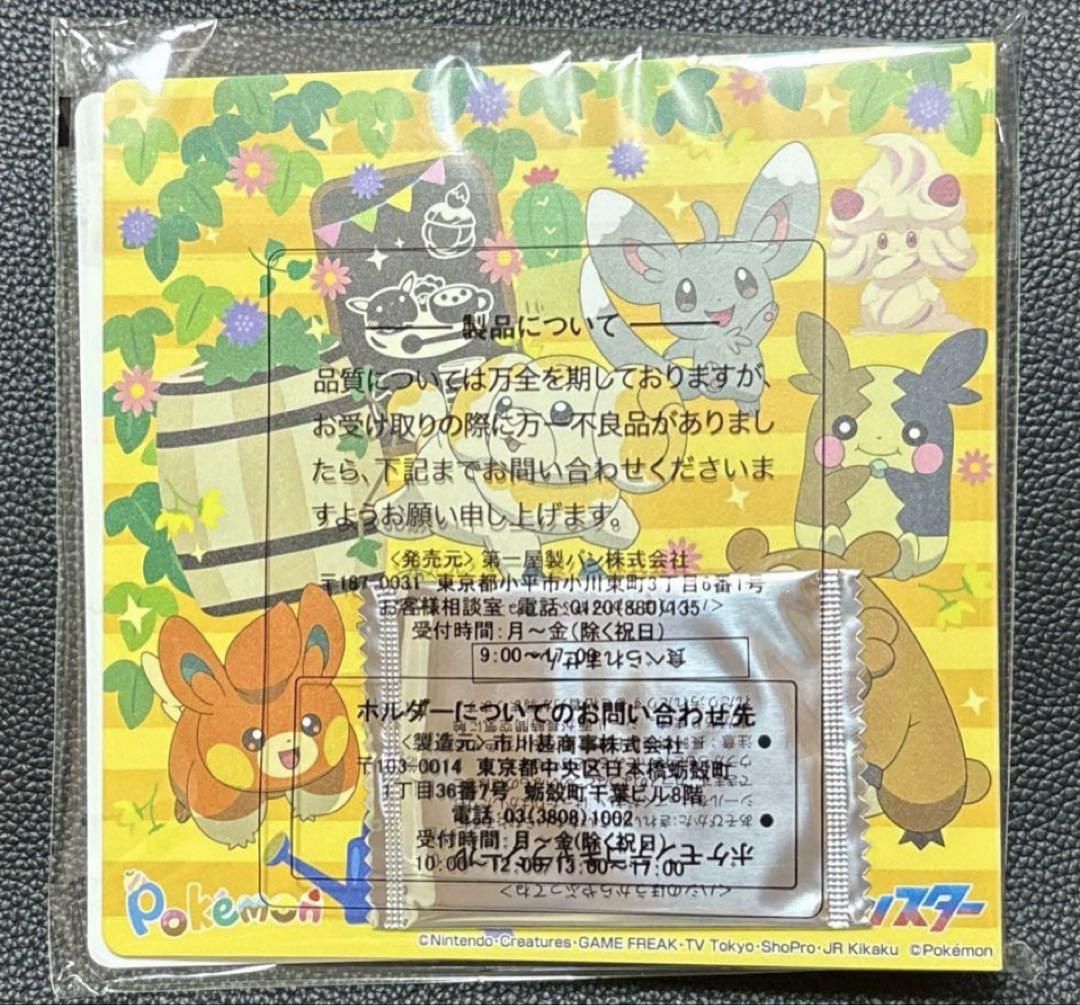 製品について
品質については万全を期しておりますが、
お受け取りの際に万一不良品がありまし
たら、下記までお問い合わせくださいま
すようお願い申し上げます。
<発売元> 第一屋製パン株式会社
〒187-0031 東京都小平市小川東町3丁目6番1号
お客様相談室 電話 0120(880)135
受付時間:月～金(除く祝日)
9:00～17:00
食べられません
ホルダーについてのお問い合わせ先
<製造元> 市川甚商事株式会社
〒103-0014 東京都中央区日本橋蛎殻町
1丁目36番7号 蛎殻町千葉ビル8階
電話 03(3808)1002
受付時間:月～金(除く祝日)
10:00～12:00/13:00～17:00
Pokémon
ンスター
©Nintendo・Creatures・GAME FREAK・TV Tokyo・ShoPro・JR Kikaku ©Pokémon